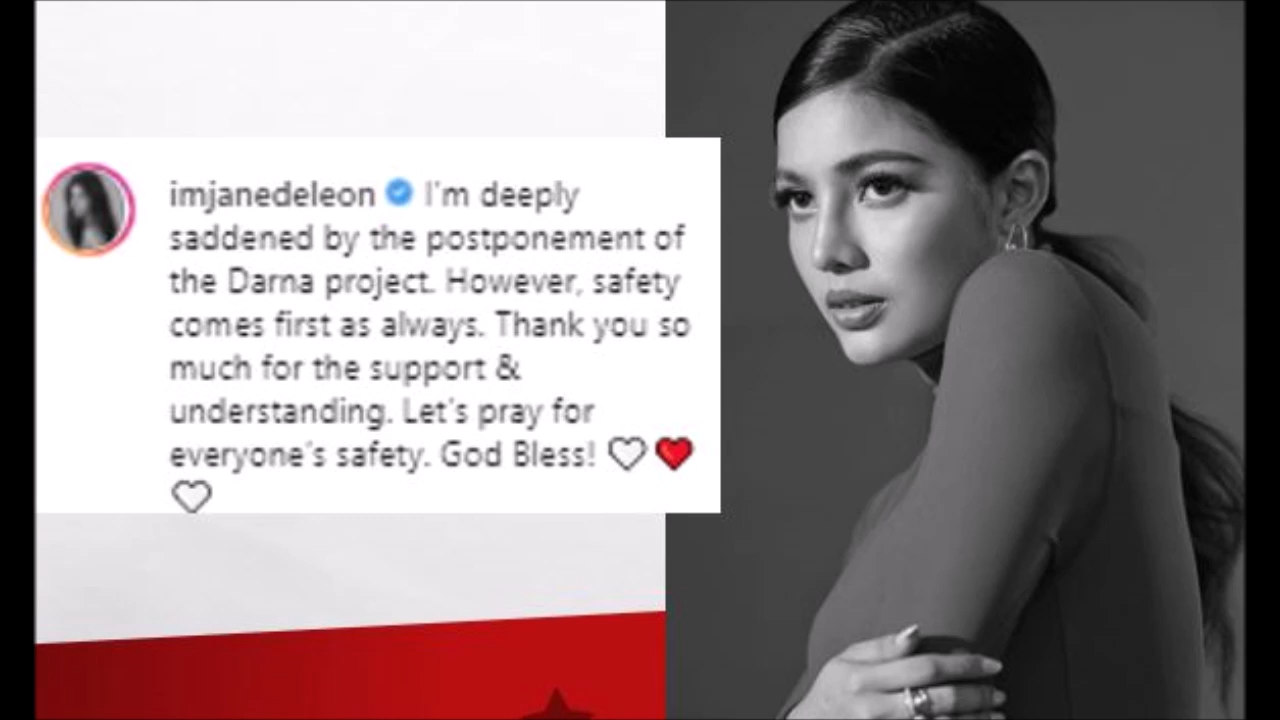 imjanedeleon I'm deeply
saddened by the postponement of
the Darna project. However, safety
comes first as always. Thank you so
much for the support &
understanding. Let's pray for
everyone's safety. God Bless! 🤍❤️
🤍